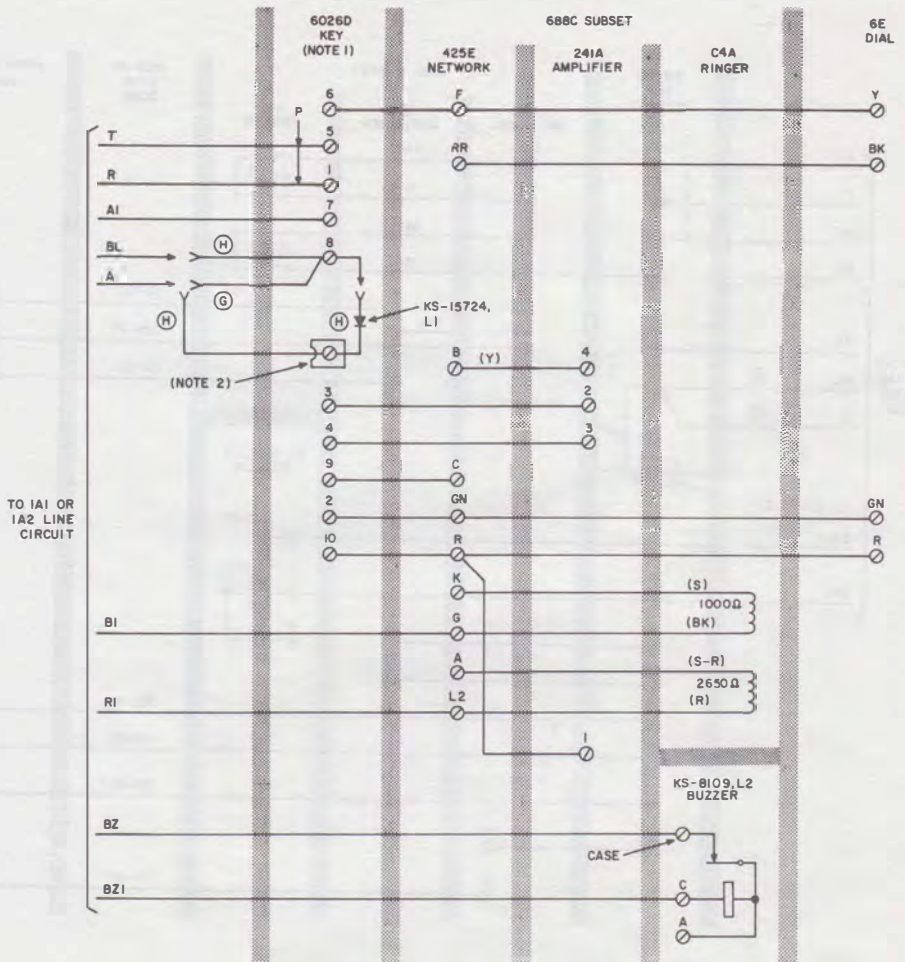 6026D
KEY
(NOTE 1)
688C SUBSET
425E
NETWORK
241A
AMPLIFIER
C4A
RINGER
6E
DIAL
6
F
Y
P
T
5
RR
BK
R
1
A1
7
BL
H
8
A
G
H
H
KS-15724,
L1
(NOTE 2)
B
(Y)
4
3
2
4
3
9
C
TO 1A1 OR
1A2 LINE
CIRCUIT
2
GN
GN
10
R
R
K
(S)
1000Ω
B1
G
(BK)
A
(S-R)
2650Ω
R1
L2
(R)
1
KS-8109, L2
BUZZER
BZ
CASE
BZ1
C
A